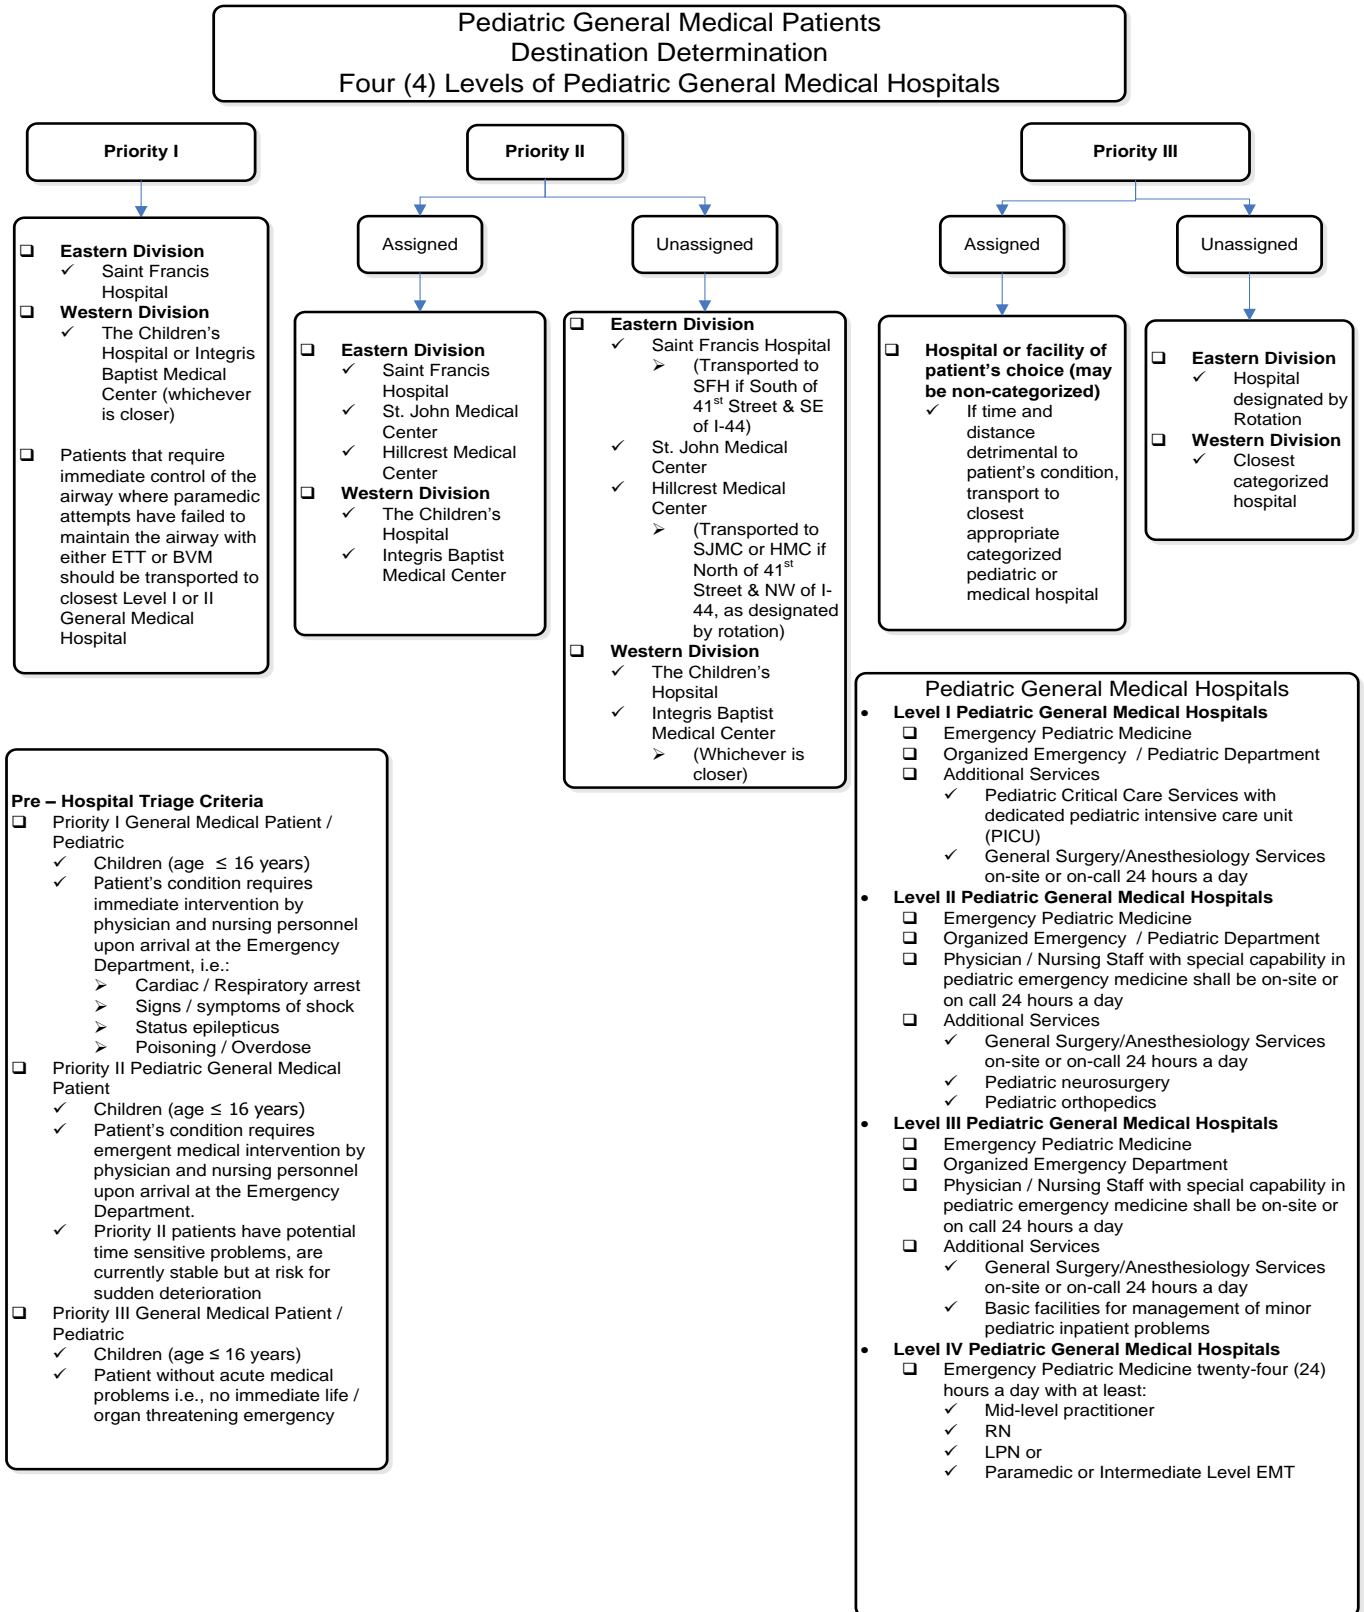 Pediatric General Medical Patients
Destination Determination
Four (4) Levels of Pediatric General Medical Hospitals
Priority I
Priority II
Priority III
Assigned
Unassigned
Assigned
Unassigned
❑ Eastern Division
✓ Saint Francis
Hospital
❑ Western Division
✓ The Children's
Hospital or Integris
Baptist Medical
Center (whichever
is closer)
❑ Patients that require
immediate control of the
airway where paramedic
attempts have failed to
maintain the airway with
either ETT or BVM
should be transported to
closest Level I or II
General Medical
Hospital
❑ Eastern Division
✓ Saint Francis
Hospital
✓ St. John Medical
Center
✓ Hillcrest Medical
Center
❑ Western Division
✓ The Children's
Hospital
✓ Integris Baptist
Medical Center
❑ Eastern Division
✓ Saint Francis Hospital
➢ (Transported to
SFH if South of
41st Street & SE
of I-44)
✓ St. John Medical
Center
✓ Hillcrest Medical
Center
➢ (Transported to
SJMC or HMC if
North of 41st
Street & NW of I-
44, as designated
by rotation)
❑ Western Division
✓ The Children's
Hopsital
✓ Integris Baptist
Medical Center
➢ (Whichever is
closer)
❑ Hospital or facility of
patient's choice (may
be non-categorized)
✓ If time and
distance
detrimental to
patient's condition,
transport to
closest
appropriate
categorized
pediatric or
medical hospital
❑ Eastern Division
✓ Hospital
designated by
Rotation
❑ Western Division
✓ Closest
categorized
hospital
Pre – Hospital Triage Criteria
❑ Priority I General Medical Patient /
Pediatric
✓ Children (age ≤ 16 years)
✓ Patient's condition requires
immediate intervention by
physician and nursing personnel
upon arrival at the Emergency
Department, i.e.:
➢ Cardiac / Respiratory arrest
➢ Signs / symptoms of shock
➢ Status epilepticus
➢ Poisoning / Overdose
❑ Priority II Pediatric General Medical
Patient
✓ Children (age ≤ 16 years)
✓ Patient's condition requires
emergent medical intervention by
physician and nursing personnel
upon arrival at the Emergency
Department.
✓ Priority II patients have potential
time sensitive problems, are
currently stable but at risk for
sudden deterioration
❑ Priority III General Medical Patient /
Pediatric
✓ Children (age ≤ 16 years)
✓ Patient without acute medical
problems i.e., no immediate life /
organ threatening emergency
Pediatric General Medical Hospitals
• Level I Pediatric General Medical Hospitals
❑ Emergency Pediatric Medicine
❑ Organized Emergency / Pediatric Department
❑ Additional Services
✓ Pediatric Critical Care Services with
dedicated pediatric intensive care unit
(PICU)
✓ General Surgery/Anesthesiology Services
on-site or on-call 24 hours a day
• Level II Pediatric General Medical Hospitals
❑ Emergency Pediatric Medicine
❑ Organized Emergency / Pediatric Department
❑ Physician / Nursing Staff with special capability in
pediatric emergency medicine shall be on-site or
on call 24 hours a day
❑ Additional Services
✓ General Surgery/Anesthesiology Services
on-site or on-call 24 hours a day
✓ Pediatric neurosurgery
✓ Pediatric orthopedics
• Level III Pediatric General Medical Hospitals
❑ Emergency Pediatric Medicine
❑ Organized Emergency Department
❑ Physician / Nursing Staff with special capability in
pediatric emergency medicine shall be on-site or
on call 24 hours a day
❑ Additional Services
✓ General Surgery/Anesthesiology Services
on-site or on-call 24 hours a day
✓ Basic facilities for management of minor
pediatric inpatient problems
• Level IV Pediatric General Medical Hospitals
❑ Emergency Pediatric Medicine twenty-four (24)
hours a day with at least:
✓ Mid-level practitioner
✓ RN
✓ LPN or
✓ Paramedic or Intermediate Level EMT